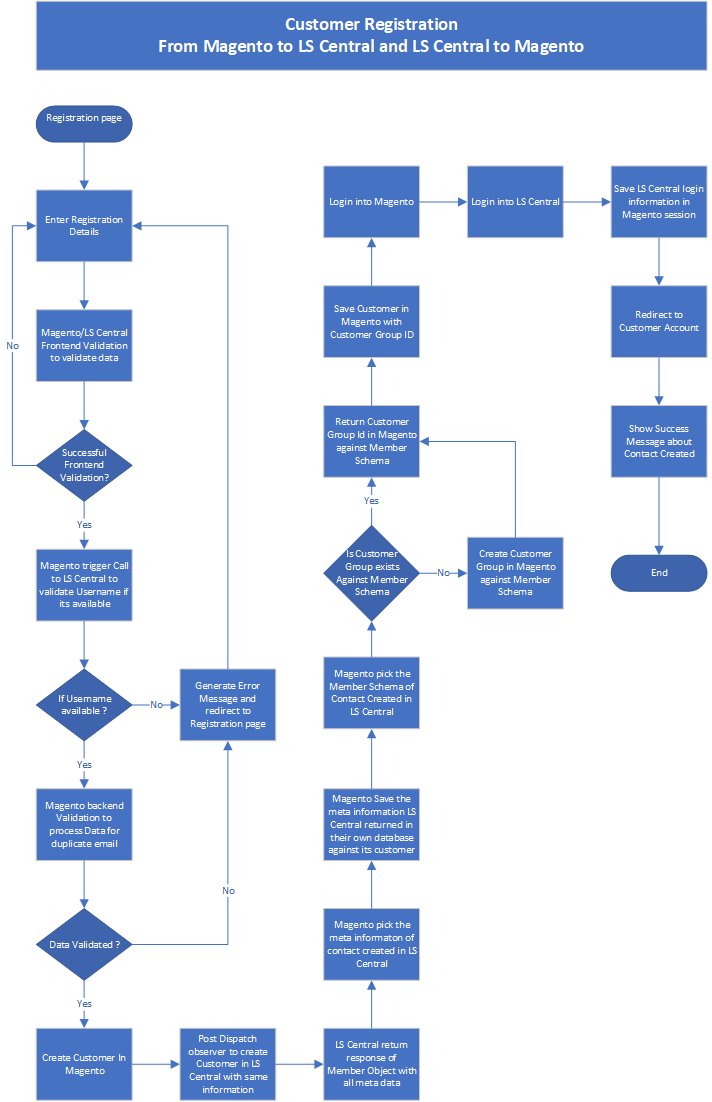 Customer Registration
From Magento to LS Central and LS Central to Magento
Registration page
Enter Registration
Details
Magento/LS Central
Frontend Validation
to validate data
No
Successful
Frontend
Validation?
Yes
Magento trigger Call
to LS Central to
validate Username if
its available
If Username
available ?
No
Generate Error
Message and
redirect to
Registration page
Yes
Magento backend
Validation to
process Data for
duplicate email
No
Data Validated ?
Yes
Create Customer In
Magento
Post Dispatch
observer to create
Customer in LS
Central with same
information
LS Central return
response of
Member Object with
all meta data
Magento pick the
meta informaton of
contact created in LS
Central
Magento Save the
meta information LS
Central returned in
their own database
against its customer
Magento pick the
Member Schema of
Contact Created in
LS Central
Is Customer
Group exists
Against Member
Schema
No
Create Customer
Group in Magento
against Member
Schema
Yes
Return Customer
Group Id in Magento
against Member
Schema
Save Customer in
Magento with
Customer Group ID
Login into Magento
Login into LS Central
Save LS Central login
information in
Magento session
Redirect to
Customer Account
Show Success
Message about
Contact Created
End